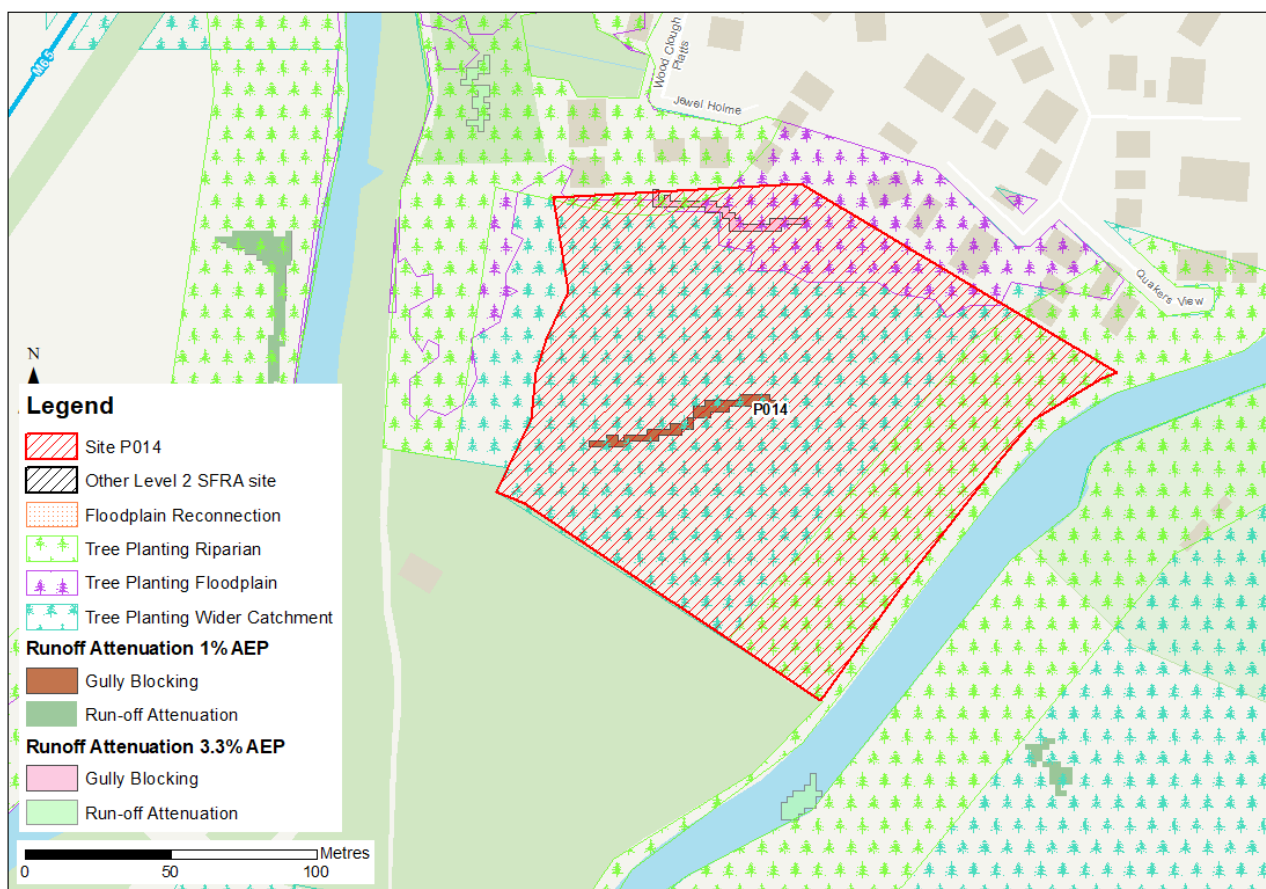 M65
Wood Clough
Platts
Jewel Holme
Quakers View
P014
N
Legend
Site P014
Other Level 2 SFRA site
Floodplain Reconnection
Tree Planting Riparian
Tree Planting Floodplain
Tree Planting Wider Catchment
Runoff Attenuation 1% AEP
Gully Blocking
Run-off Attenuation
Runoff Attenuation 3.3% AEP
Gully Blocking
Run-off Attenuation
Metres
0 50 100